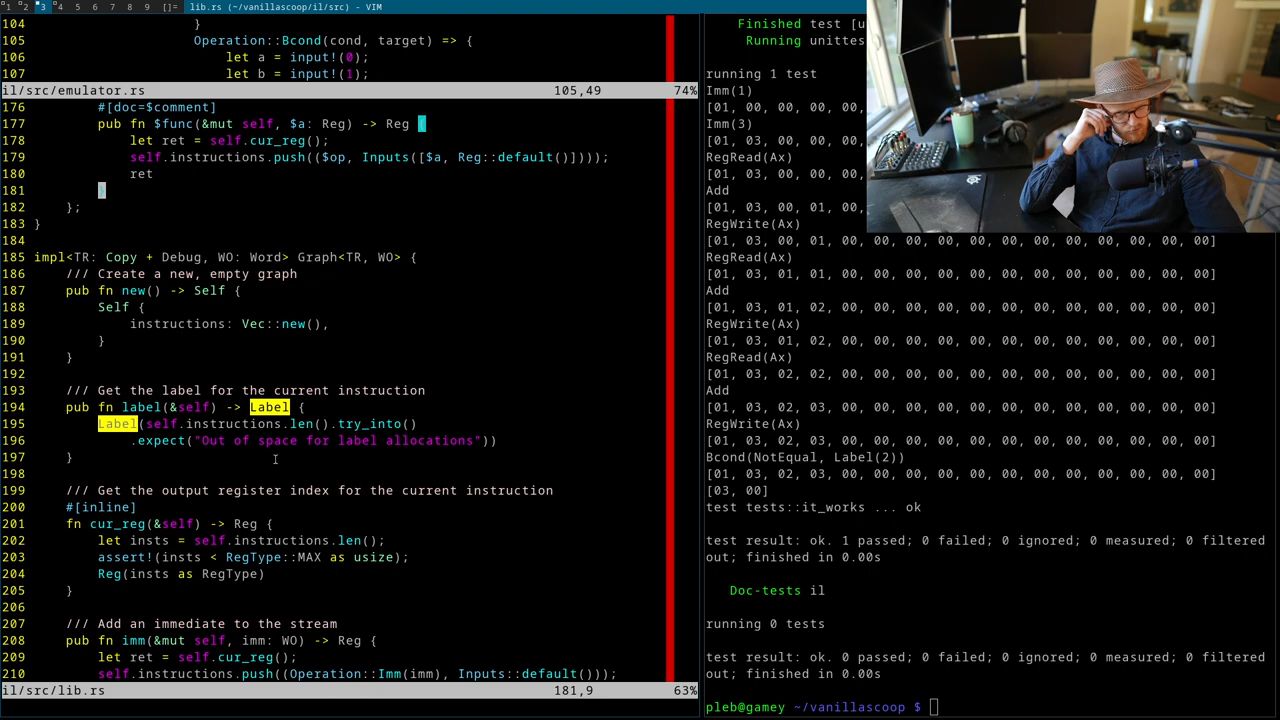 1 2 3 4 5 6 7 8 9 []= lib.rs (~/vanillascoop/il/src) - VIM
104                     }
105                     Operation::Bcond(cond, target) => {
106                         let a = input!(0);
107                         let b = input!(1);
il/src/emulator.rs 105,49 74%
176         #[doc=$comment]
177         pub fn $func(&mut self, $a: Reg) -> Reg {
178             let ret = self.cur_reg();
179             self.instructions.push(($op, Inputs([$a, Reg::default()])));
180             ret
181         }
182     };
183 }
184
185 impl<TR: Copy + Debug, WO: Word> Graph<TR, WO> {
186     /// Create a new, empty graph
187     pub fn new() -> Self {
188         Self {
189             instructions: Vec::new(),
190         }
191     }
192
193     /// Get the label for the current instruction
194     pub fn label(&self) -> Label {
195         Label(self.instructions.len().try_into()
196             .expect("Out of space for label allocations"))
197     }
198
199     /// Get the output register index for the current instruction
200     #[inline]
201     fn cur_reg(&self) -> Reg {
202         let insts = self.instructions.len();
203         assert!(insts < RegType::MAX as usize);
204         Reg(insts as RegType)
205     }
206
207     /// Add an immediate to the stream
208     pub fn imm(&mut self, imm: WO) -> Reg {
209         let ret = self.cur_reg();
210         self.instructions.push((Operation::Imm(imm), Inputs::default()));
il/src/lib.rs 181,9 63%
Finished test [u
Running unittes
running 1 test
Imm(1)
[01, 00, 00, 00,
Imm(3)
[01, 03, 00, 00,
RegRead(Ax)
[01, 03, 00, 00,
Add
[01, 03, 00, 01, 00,
RegWrite(Ax)
[01, 03, 00, 01, 00, 00, 00, 00, 00, 00, 00, 00, 00, 00, 00, 00]
RegRead(Ax)
[01, 03, 01, 01, 00, 00, 00, 00, 00, 00, 00, 00, 00, 00, 00, 00]
Add
[01, 03, 01, 02, 00, 00, 00, 00, 00, 00, 00, 00, 00, 00, 00, 00]
RegWrite(Ax)
[01, 03, 01, 02, 00, 00, 00, 00, 00, 00, 00, 00, 00, 00, 00, 00]
RegRead(Ax)
[01, 03, 02, 02, 00, 00, 00, 00, 00, 00, 00, 00, 00, 00, 00, 00]
Add
[01, 03, 02, 03, 00, 00, 00, 00, 00, 00, 00, 00, 00, 00, 00, 00]
RegWrite(Ax)
[01, 03, 02, 03, 00, 00, 00, 00, 00, 00, 00, 00, 00, 00, 00, 00]
Bcond(NotEqual, Label(2))
[01, 03, 02, 03, 00, 00, 00, 00, 00, 00, 00, 00, 00, 00, 00, 00]
[03, 00]
test tests::it_works ... ok
test result: ok. 1 passed; 0 failed; 0 ignored; 0 measured; 0 filtered
out; finished in 0.00s
Doc-tests il
running 0 tests
test result: ok. 0 passed; 0 failed; 0 ignored; 0 measured; 0 filtered
out; finished in 0.00s
pleb@gamey ~/vanillascoop $